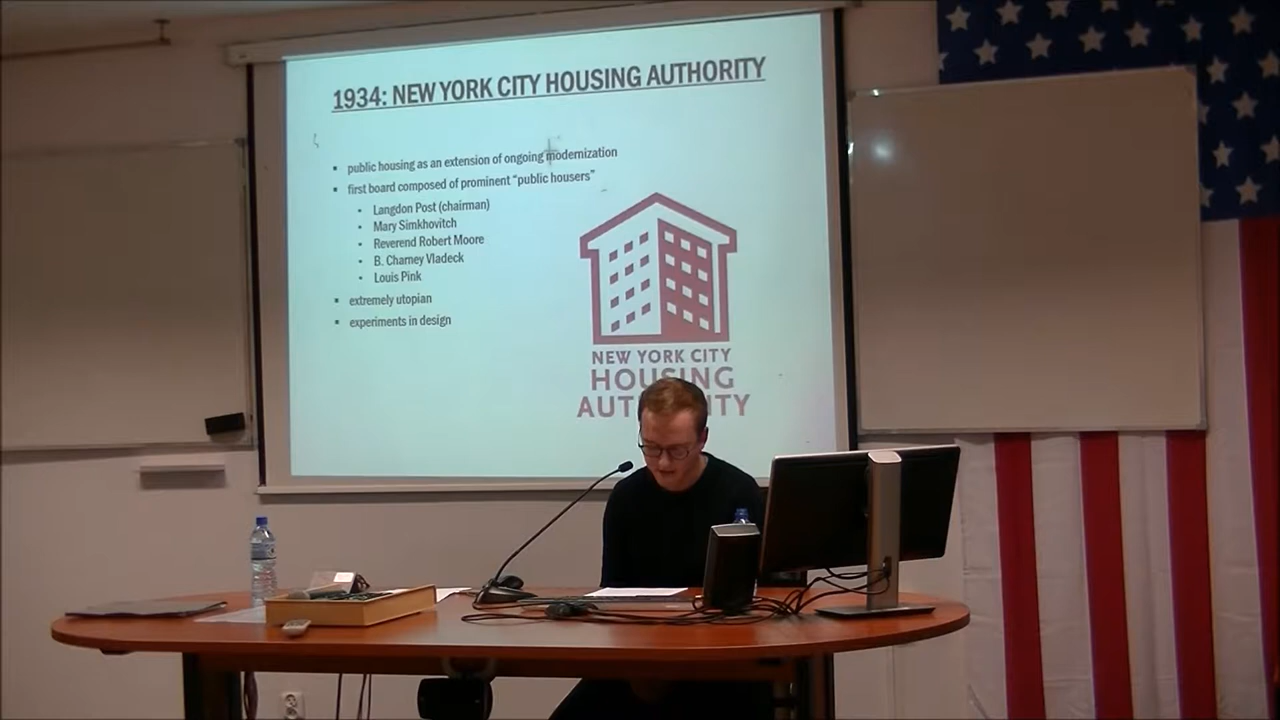 1934: NEW YORK CITY HOUSING AUTHORITY
public housing as an extension of ongoing modernization
first board composed of prominent “public housers”
Langdon Post (chairman)
Mary Simkhovitch
Reverend Robert Moore
B. Charney Vladeck
Louis Pink
extremely utopian
experiments in design
NEW YORK CITY
HOUSING
AUTHORITY